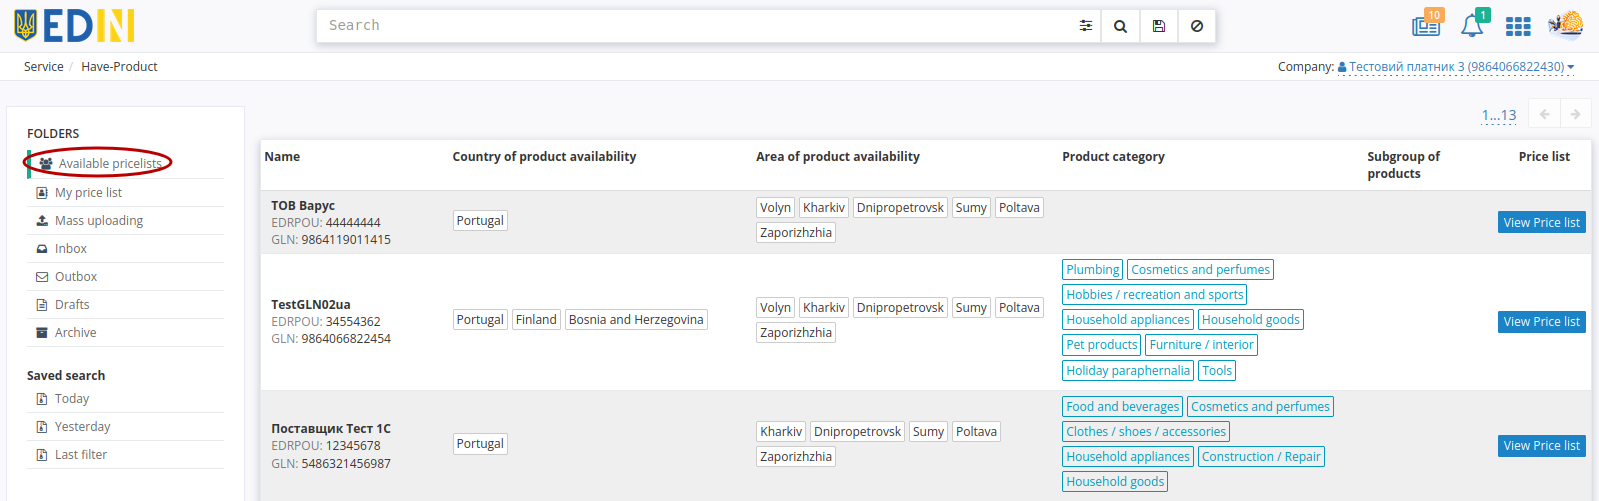 EDIN
Search
10
1
Service / Have-Product
Company: Тестовий платник 3 (9864066822430)
1...13
FOLDERS
Available pricelists
My price list
Mass uploading
Inbox
Outbox
Drafts
Archive
Saved search
Today
Yesterday
Last filter
Name Country of product availability Area of product availability Product category Subgroup of products Price list
ТОВ Варус
EDRPOU: 44444444
GLN: 9864119011415
Portugal
Volyn Kharkiv Dnipropetrovsk Sumy Poltava
Zaporizhzhia
View Price list
TestGLN02ua
EDRPOU: 34554362
GLN: 9864066822454
Portugal Finland Bosnia and Herzegovina
Volyn Kharkiv Dnipropetrovsk Sumy Poltava
Zaporizhzhia
Plumbing Cosmetics and perfumes
Hobbies / recreation and sports
Household appliances Household goods
Pet products Furniture / interior
Holiday paraphernalia Tools
View Price list
Поставщик Тест 1С
EDRPOU: 12345678
GLN: 5486321456987
Portugal
Kharkiv Dnipropetrovsk Sumy Poltava
Zaporizhzhia
Food and beverages Cosmetics and perfumes
Clothes / shoes / accessories
Household appliances Construction / Repair
Household goods
View Price list